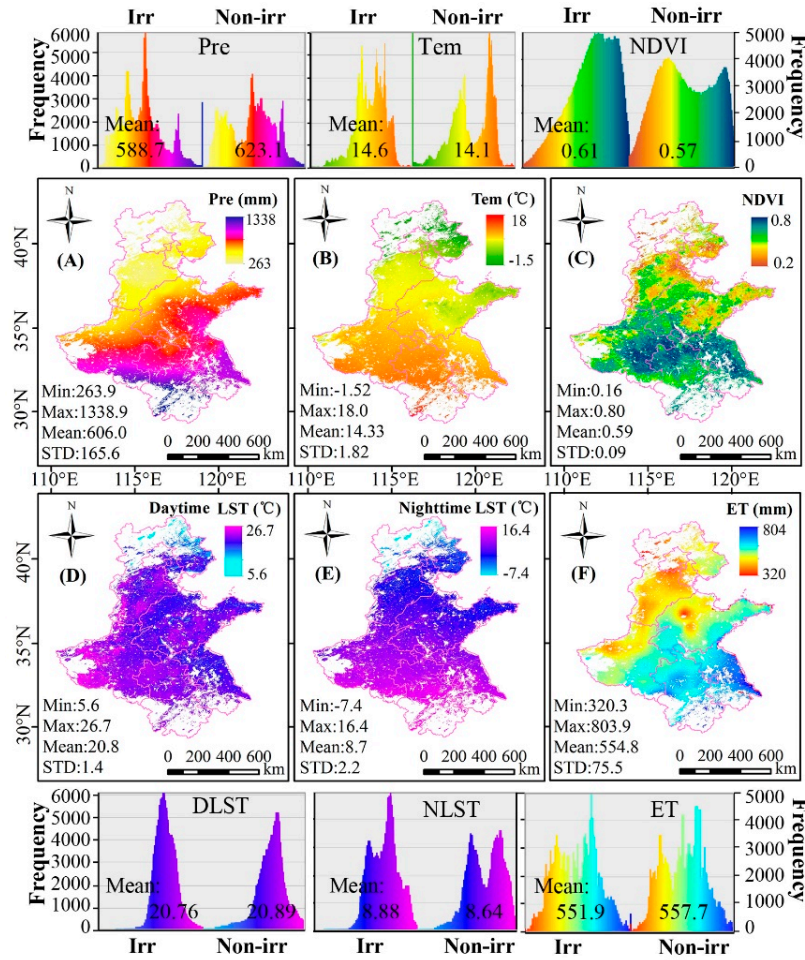 Irr Non-irr Irr Non-irr Irr Non-irr
Pre Tem NDVI
Frequency
6000
5000
4000
3000
2000
1000
0
Mean:
588.7 623.1
Mean:
14.6 14.1
Mean:
0.61 0.57
5000
4000
3000
2000
1000
0
Frequency
N
Pre (mm)
1338
263
(A)
Min:263.9
Max:1338.9
Mean:606.0
STD:165.6
0 200 400 600
km
N
Tem (℃)
18
-1.5
(B)
Min:-1.52
Max:18.0
Mean:14.33
STD:1.82
0 200 400 600
km
N
NDVI
0.8
0.2
(C)
Min:0.16
Max:0.80
Mean:0.59
STD:0.09
0 200 400 600
km
40°N
35°N
30°N
110°E 115°E 120°E 110°E 115°E 120°E 110°E 115°E 120°E
N
Daytime LST (℃)
26.7
5.6
(D)
Min:5.6
Max:26.7
Mean:20.8
STD:1.4
0 200 400 600
km
N
Nighttime LST (℃)
16.4
-7.4
(E)
Min:-7.4
Max:16.4
Mean:8.7
STD:2.2
0 200 400 600
km
N
ET
(mm)
804
320
(F)
Min:320.3
Max:803.9
Mean:554.8
STD:75.5
0 200 400 600
km
40°N
35°N
30°N
DLST NLST ET
Frequency
6000
5000
4000
3000
2000
1000
0
Mean:
20.76 20.89
Mean:
8.88 8.64
Mean:
551.9 557.7
5000
4000
3000
2000
1000
0
Frequency
Irr Non-irr Irr Non-irr Irr Non-irr